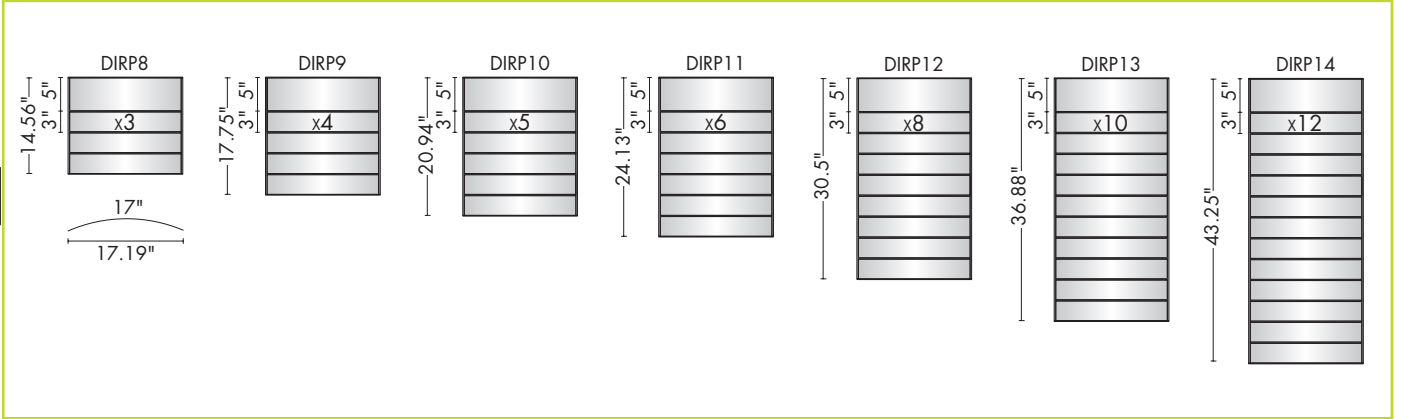 DIRP8
14.56"
5"
3"
x3
17"
17.19"
DIRP9
17.75"
5"
3"
x4
DIRP10
20.94"
5"
3"
x5
DIRP11
24.13"
5"
3"
x6
DIRP12
30.5"
5"
3"
x8
DIRP13
36.88"
5"
3"
x10
DIRP14
43.25"
5"
3"
x12